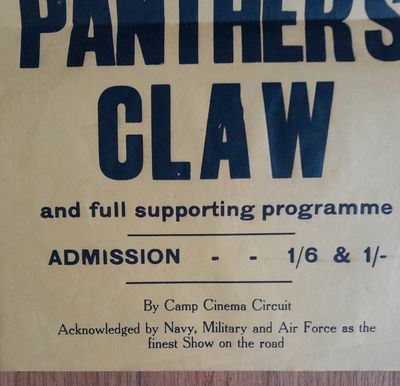 PANTHERS
CLAW
and full supporting programme
ADMISSION - - 1/6 & 1/-
By Camp Cinema Circuit
Acknowledged by Navy, Military and Air Force as the
finest Show on the road